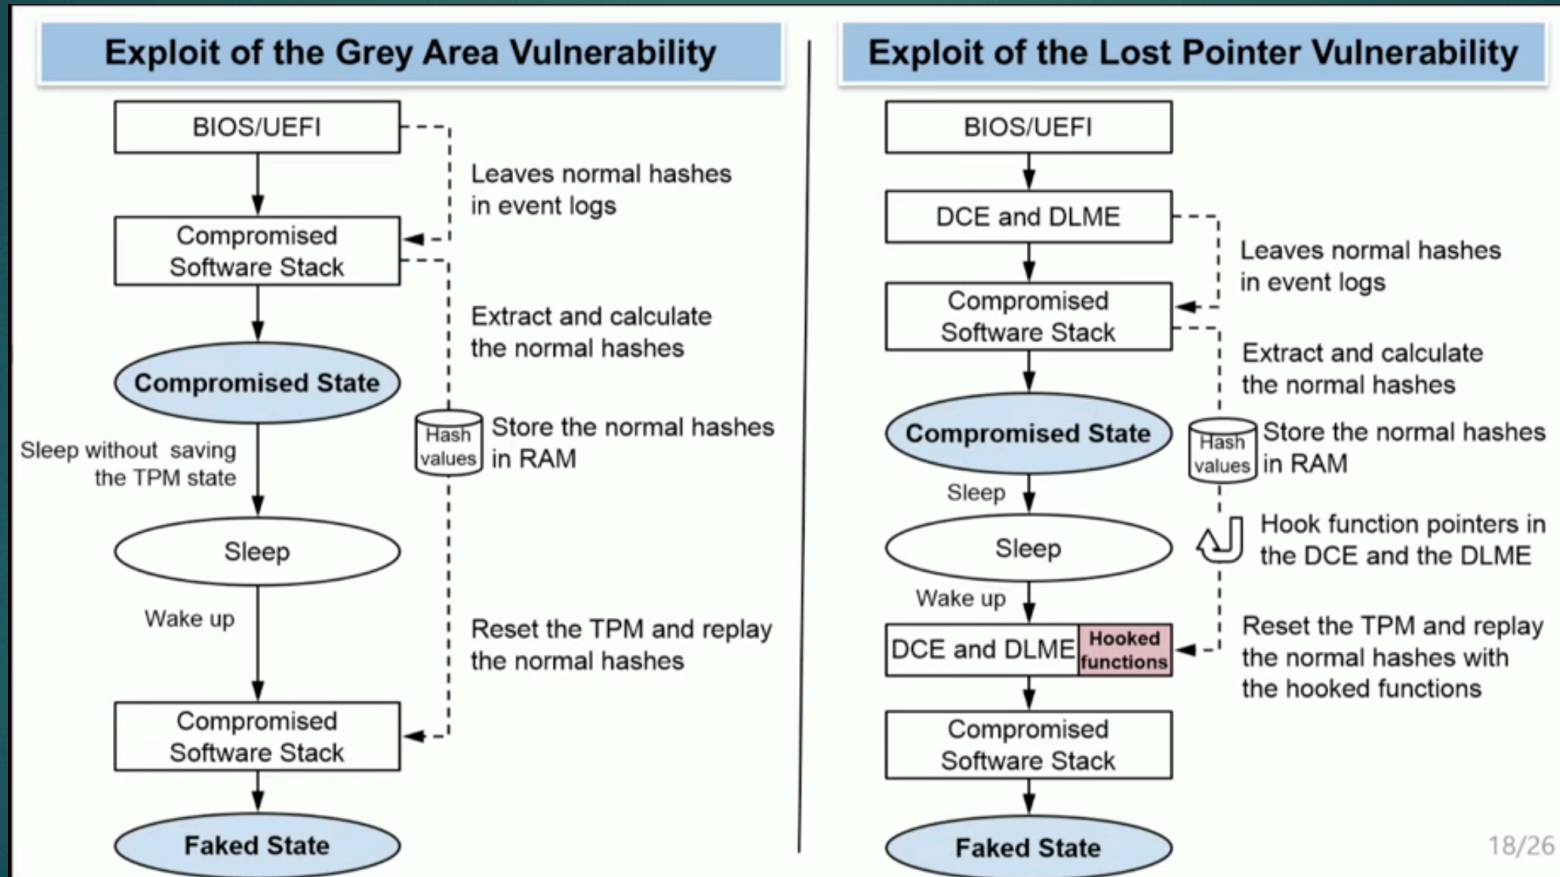 Exploit of the Grey Area Vulnerability
BIOS/UEFI
Leaves normal hashes
in event logs
Compromised
Software Stack
Extract and calculate
the normal hashes
Compromised State
Hash
values
Store the normal hashes
in RAM
Sleep without saving
the TPM state
Sleep
Wake up
Reset the TPM and replay
the normal hashes
Compromised
Software Stack
Faked State
Exploit of the Lost Pointer Vulnerability
BIOS/UEFI
DCE and DLME
Leaves normal hashes
in event logs
Compromised
Software Stack
Extract and calculate
the normal hashes
Compromised State
Hash
values
Store the normal hashes
in RAM
Sleep
Sleep
Hook function pointers in
the DCE and the DLME
Wake up
DCE and DLME
Hooked
functions
Reset the TPM and replay
the normal hashes with
the hooked functions
Compromised
Software Stack
Faked State
18/26